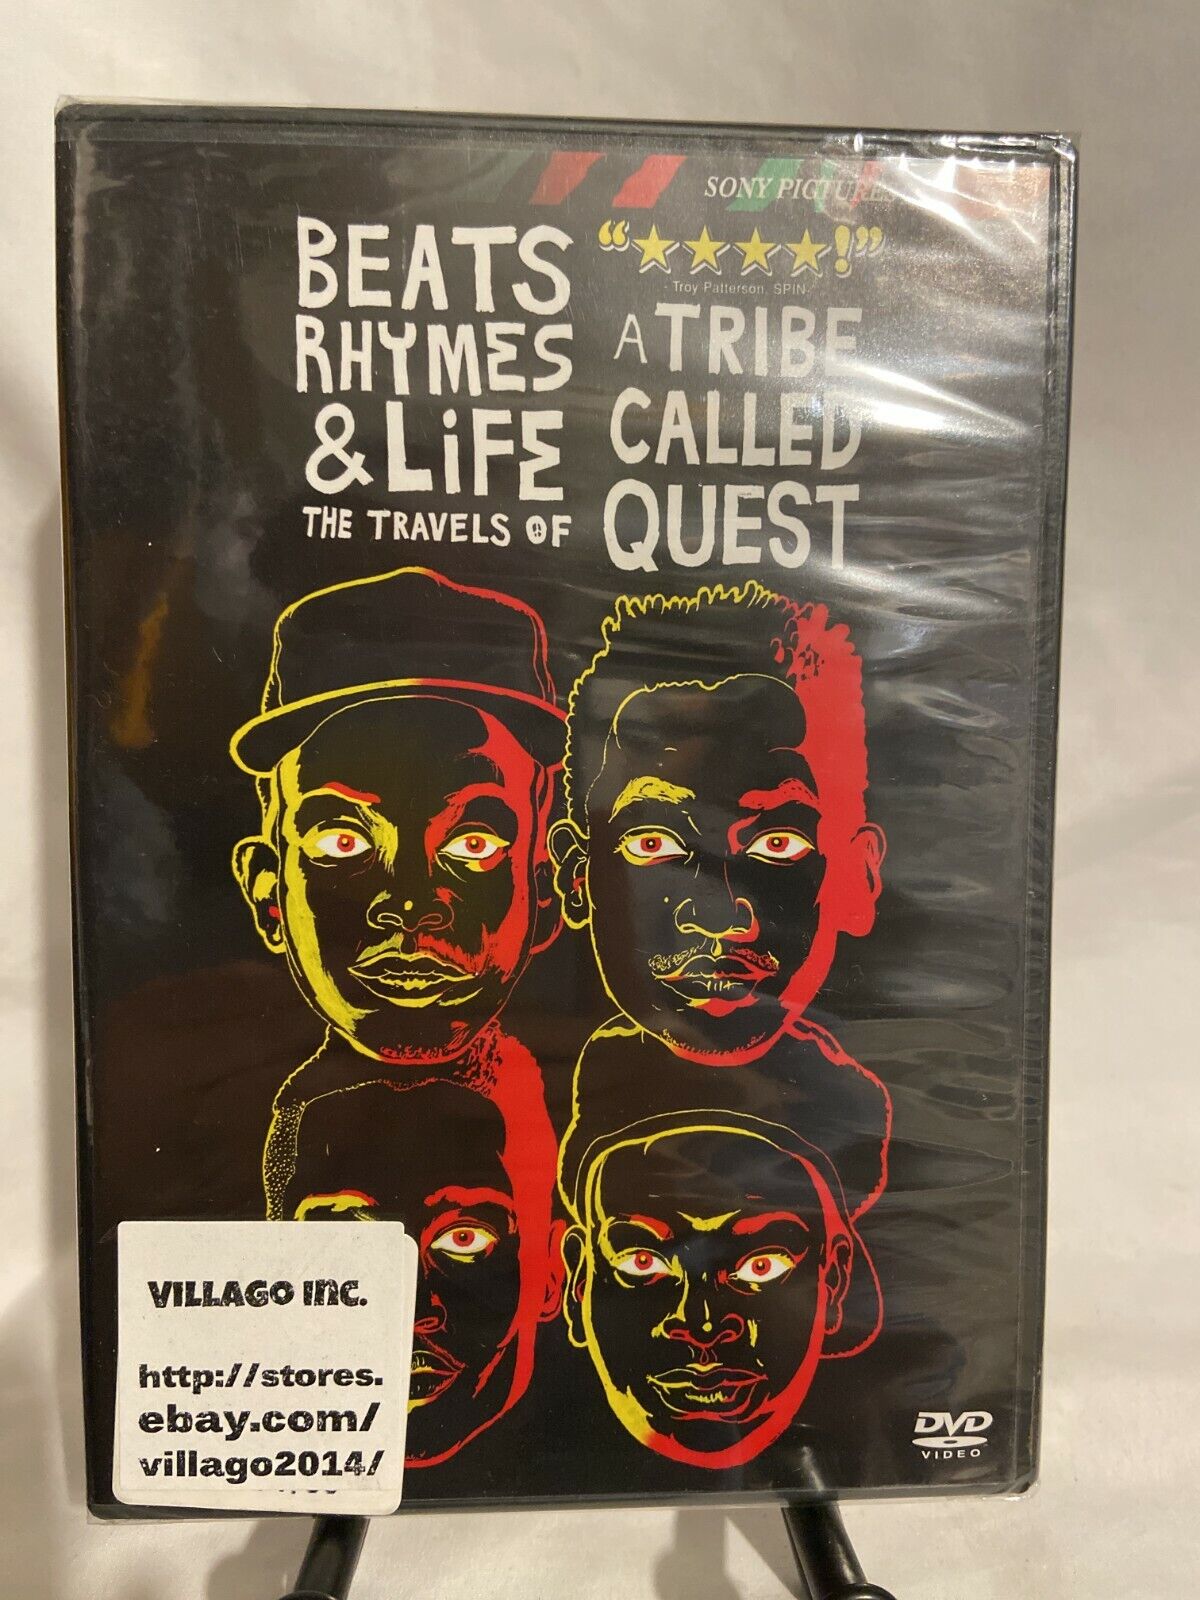 SONY PICTURES
BEATS
RHYMES
& LiFE
THE TRAVELS OF
“★★★★!”
- Troy Patterson, SPIN-
A TRIBE
CALLED
QUEST
VILLAGO INC.
http://stores.
ebay.com/
villago2014/
DVD
VIDEO